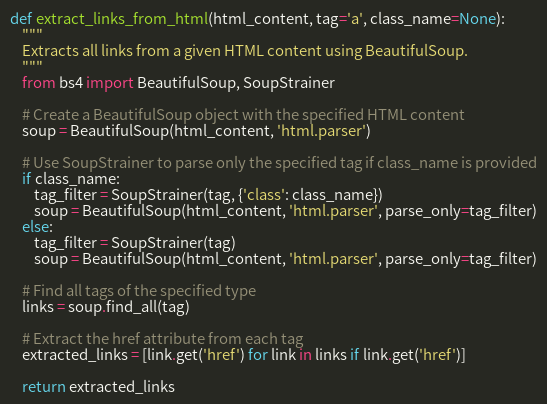 def extract_links_from_html(html_content, tag='a', class_name=None):
    """
    Extracts all links from a given HTML content using BeautifulSoup.
    """
    from bs4 import BeautifulSoup, SoupStrainer

    # Create a BeautifulSoup object with the specified HTML content
    soup = BeautifulSoup(html_content, 'html.parser')

    # Use SoupStrainer to parse only the specified tag if class_name is provided
    if class_name:
        tag_filter = SoupStrainer(tag, {'class': class_name})
        soup = BeautifulSoup(html_content, 'html.parser', parse_only=tag_filter)
    else:
        tag_filter = SoupStrainer(tag)
        soup = BeautifulSoup(html_content, 'html.parser', parse_only=tag_filter)

    # Find all tags of the specified type
    links = soup.find_all(tag)

    # Extract the href attribute from each tag
    extracted_links = [link.get('href') for link in links if link.get('href')]

    return extracted_links